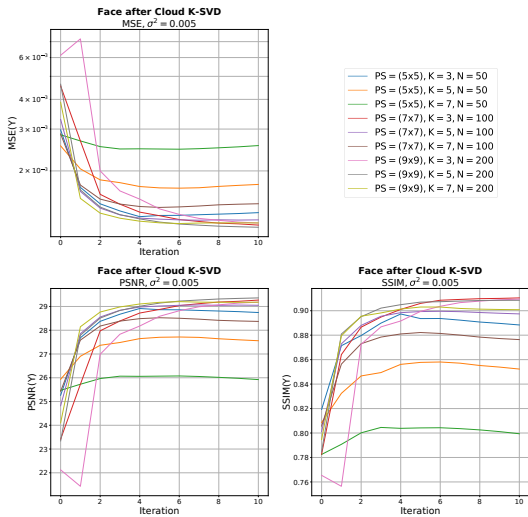 Face after Cloud K-SVD
MSE, σ² = 0.005
6 × 10⁻³
4 × 10⁻³
3 × 10⁻³
2 × 10⁻³
MSE(Y)
0 2 4 6 8 10
Iteration
PS = (5x5), K = 3, N = 50
PS = (5x5), K = 5, N = 50
PS = (5x5), K = 7, N = 50
PS = (7x7), K = 3, N = 100
PS = (7x7), K = 5, N = 100
PS = (7x7), K = 7, N = 100
PS = (9x9), K = 3, N = 200
PS = (9x9), K = 5, N = 200
PS = (9x9), K = 7, N = 200
Face after Cloud K-SVD
PSNR, σ² = 0.005
29
28
27
26
25
24
23
22
PSNR(Y)
0 2 4 6 8 10
Iteration
Face after Cloud K-SVD
SSIM, σ² = 0.005
0.90
0.88
0.86
0.84
0.82
0.80
0.78
0.76
SSIM(Y)
0 2 4 6 8 10
Iteration